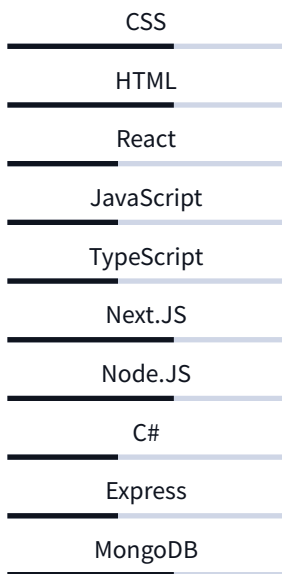 CSS
HTML
React
JavaScript
TypeScript
Next.JS
Node.JS
C#
Express
MongoDB